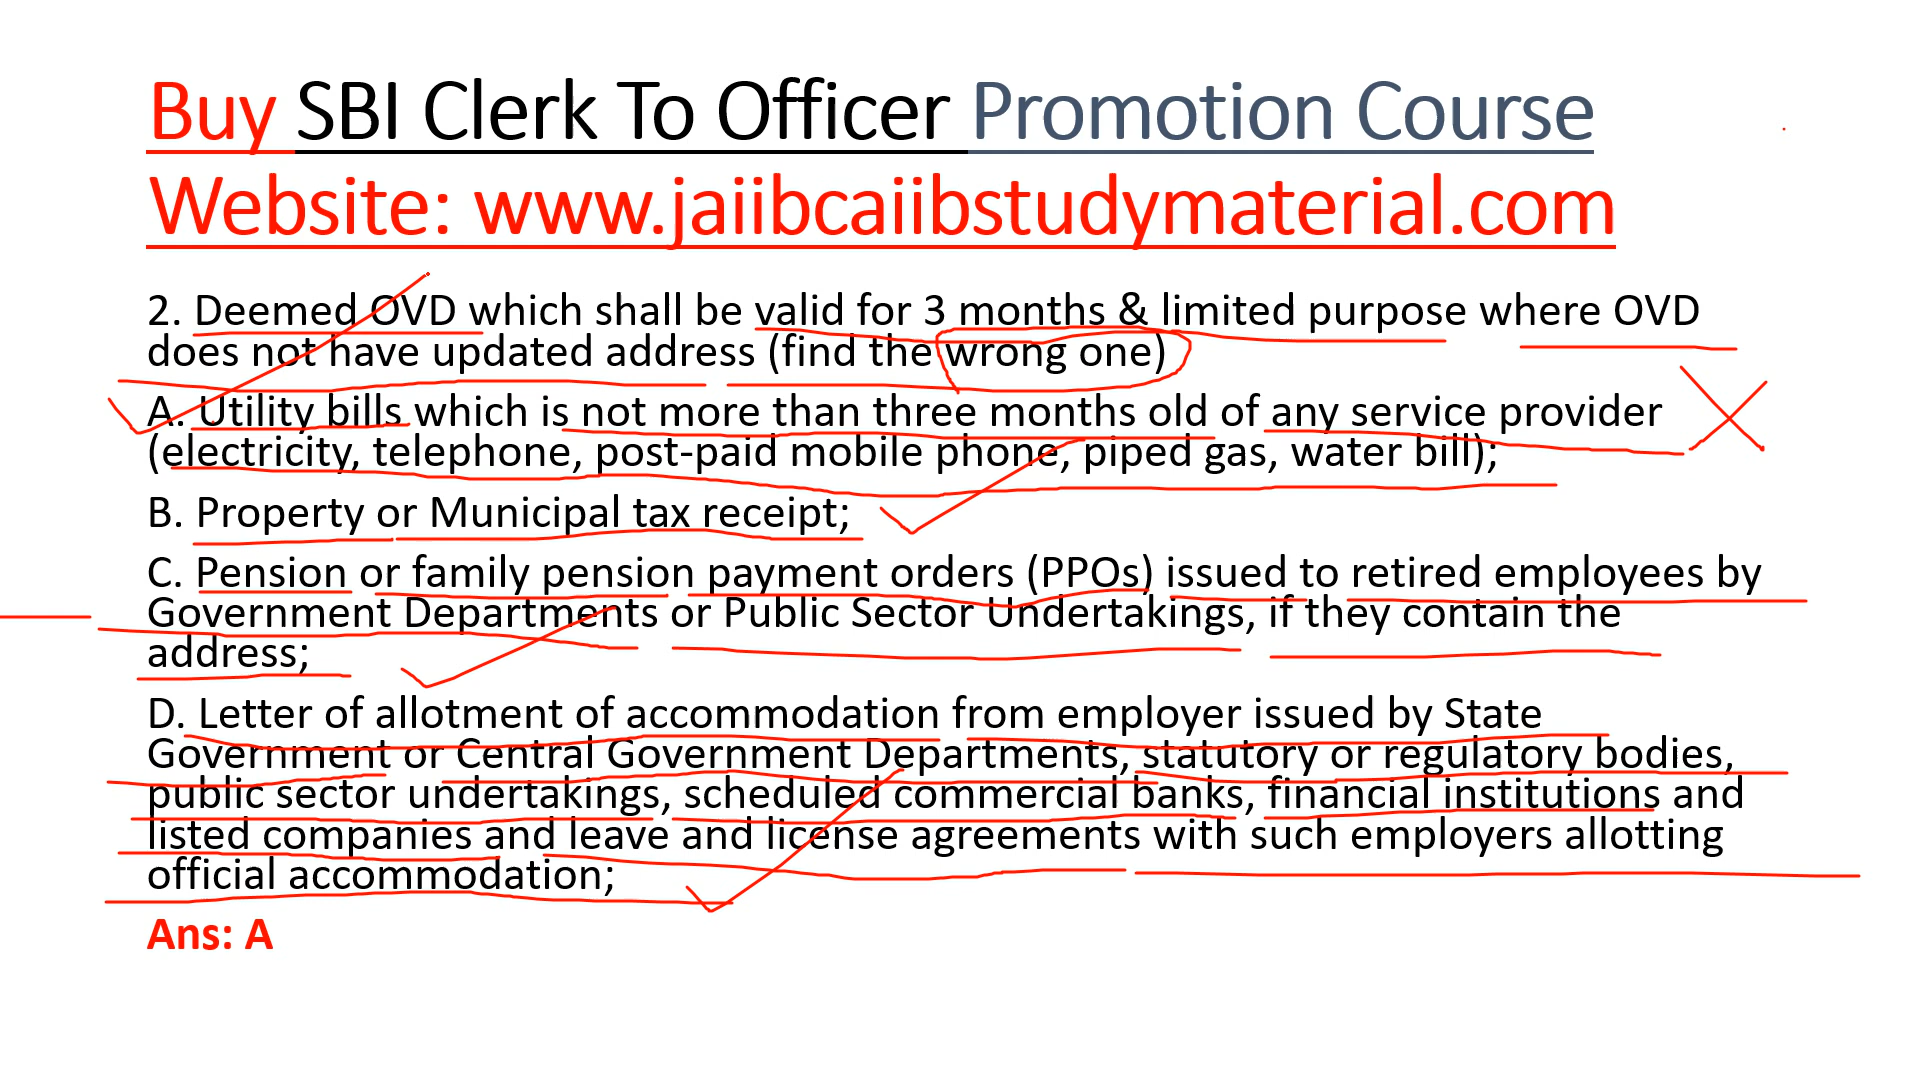 Buy SBI Clerk To Officer Promotion Course
Website: www.jaiibcaiibstudymaterial.com
2. Deemed OVD which shall be valid for 3 months & limited purpose where OVD
does not have updated address (find the wrong one)
A. Utility bills which is not more than three months old of any service provider
(electricity, telephone, post-paid mobile phone, piped gas, water bill);
B. Property or Municipal tax receipt;
C. Pension or family pension payment orders (PPOs) issued to retired employees by
Government Departments or Public Sector Undertakings, if they contain the
address;
D. Letter of allotment of accommodation from employer issued by State
Government or Central Government Departments, statutory or regulatory bodies,
public sector undertakings, scheduled commercial banks, financial institutions and
listed companies and leave and license agreements with such employers allotting
official accommodation;
Ans: A